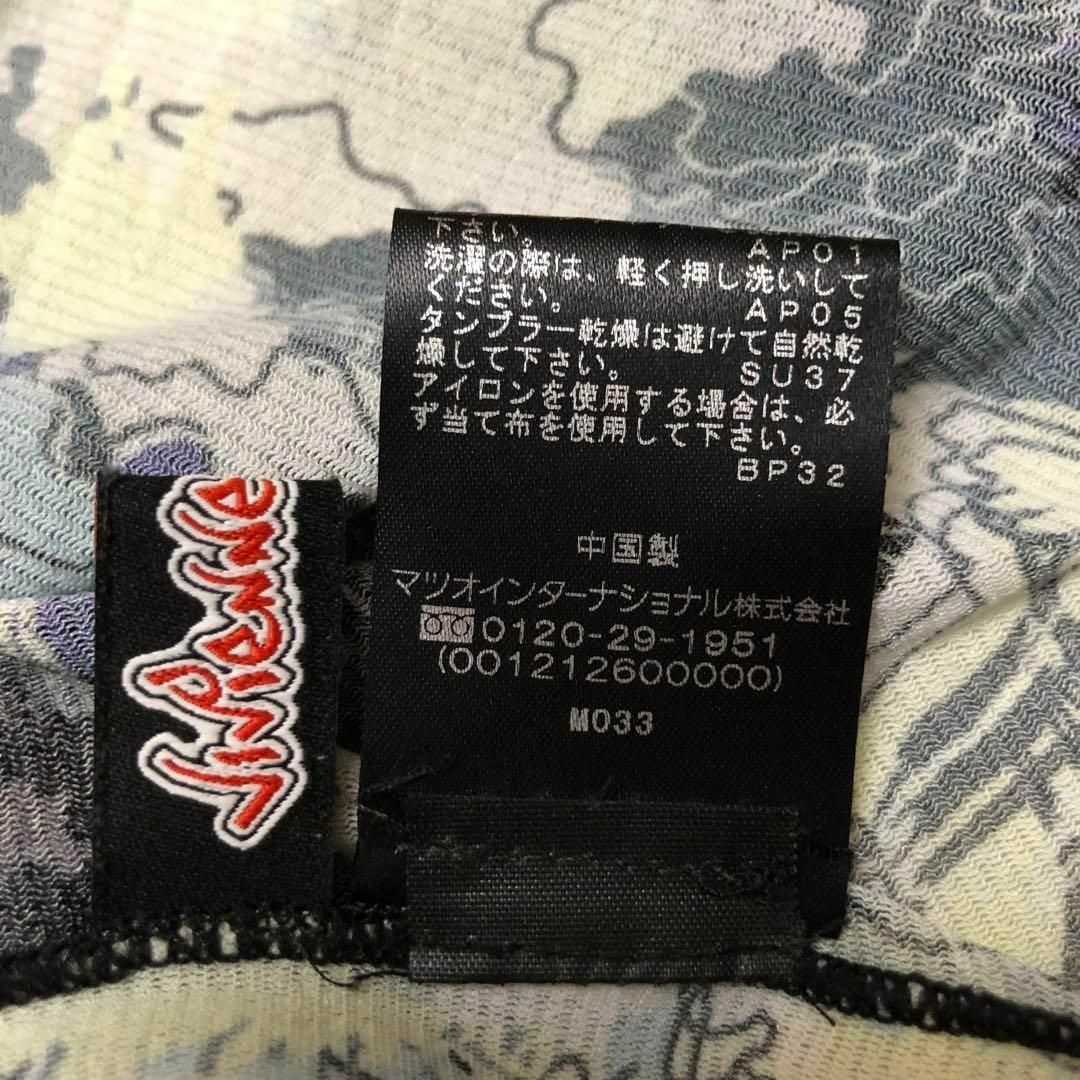 下さい。
AP01
洗濯の際は、軽く押し洗いして
ください。
AP05
タンブラー乾燥は避けて自然乾
燥して下さい。
SU37
アイロンを使用する場合は、必
ず当て布を使用して下さい。
BP32
中国製
マツオインターナショナル株式会社
0120-29-1951
(001212600000)
M033